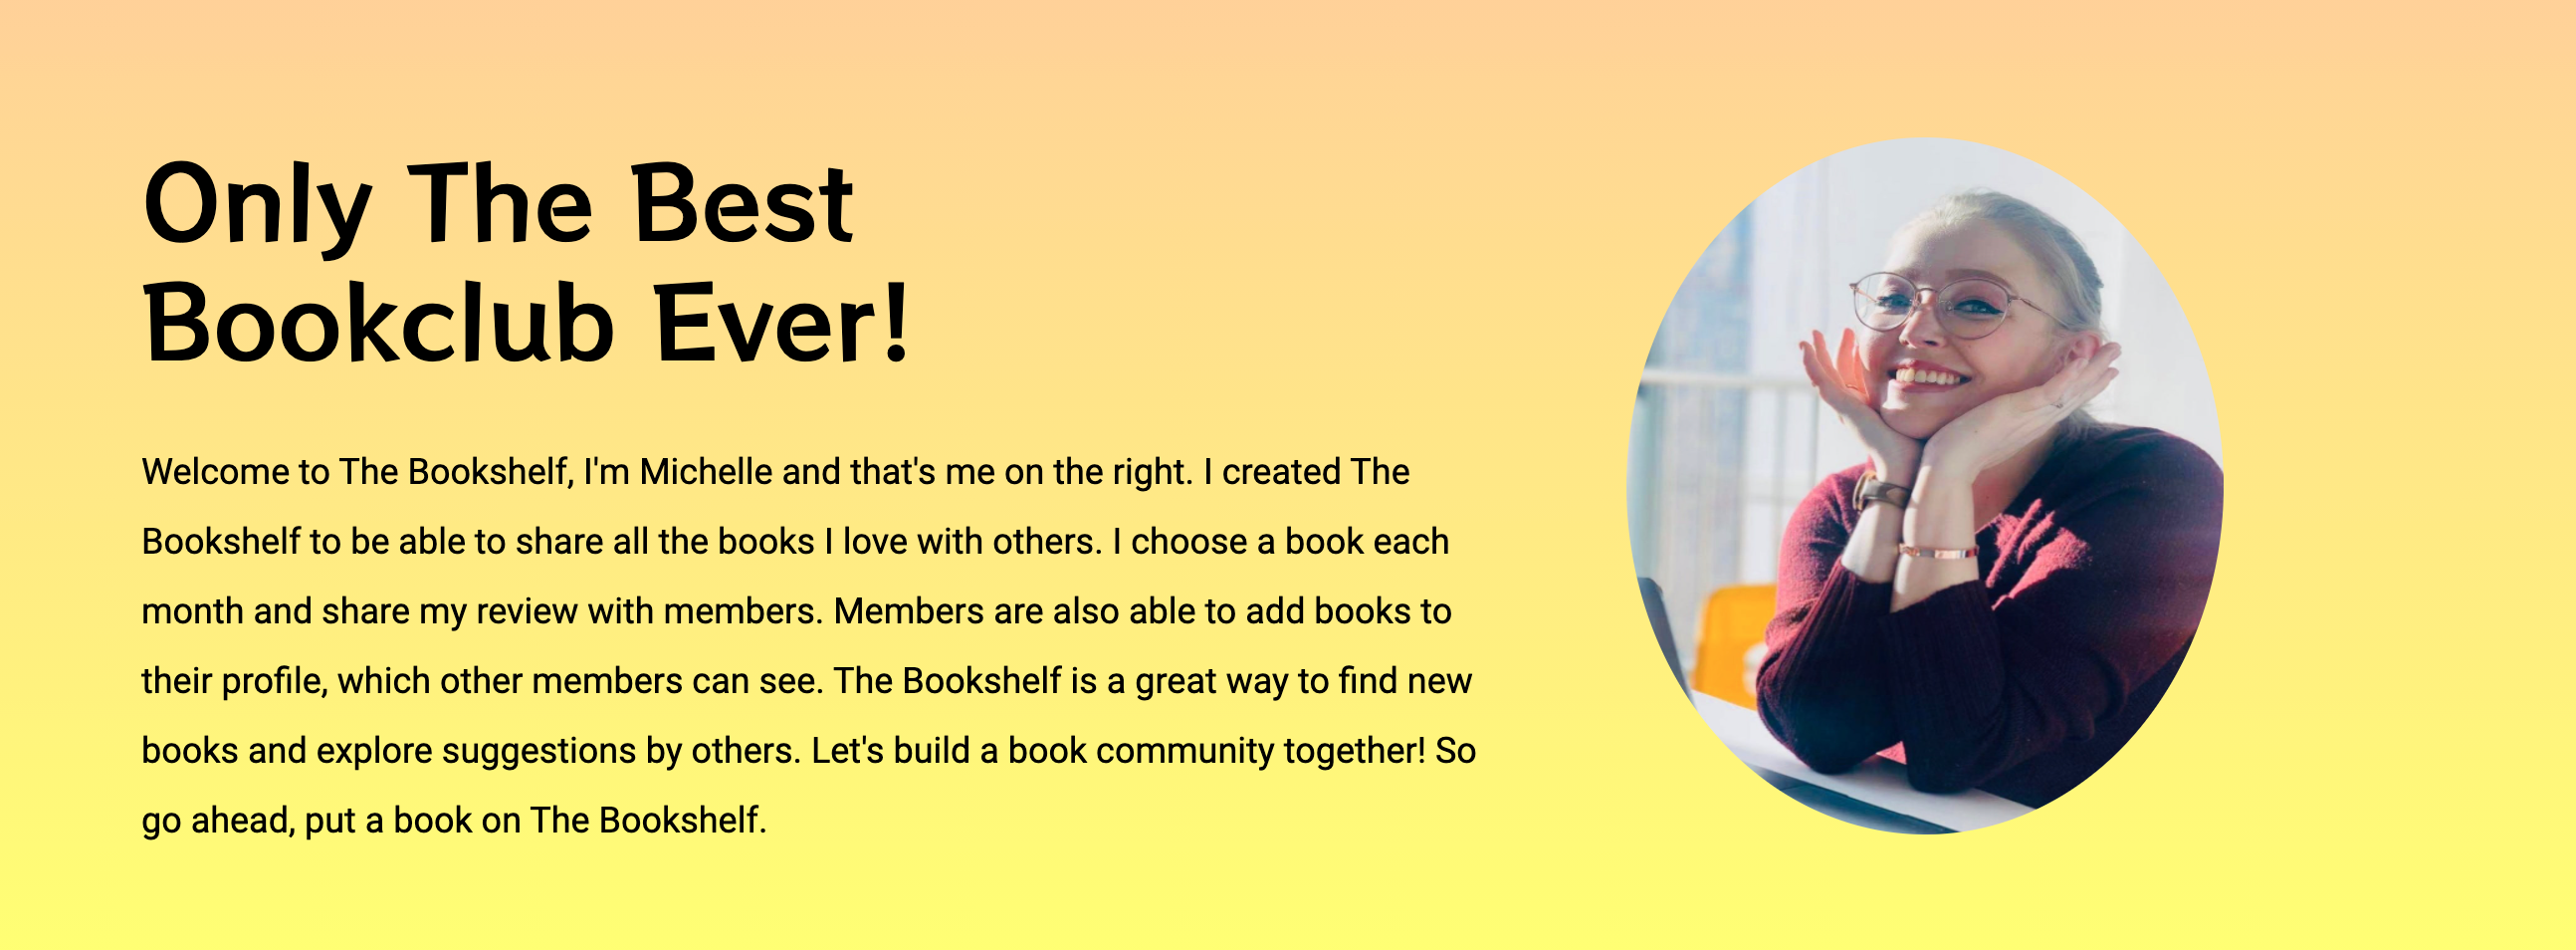 Only The Best
Bookclub Ever!
Welcome to The Bookshelf, I'm Michelle and that's me on the right. I created The
Bookshelf to be able to share all the books I love with others. I choose a book each
month and share my review with members. Members are also able to add books to
their profile, which other members can see. The Bookshelf is a great way to find new
books and explore suggestions by others. Let's build a book community together! So
go ahead, put a book on The Bookshelf.